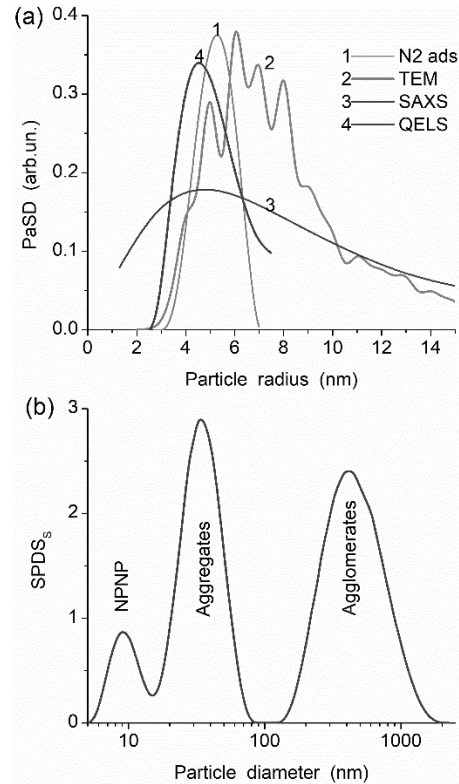 (a)
0.4
0.3
0.2
0.1
0.0
PaSD (arb.un.)
1
4
2
3
1 N2 ads
2 TEM
3 SAXS
4 QELS
0 2 4 6 8 10 12 14
Particle radius (nm)
(b)
3
2
1
0
SPDSs
NPNP
Aggregates
Agglomerates
10 100 1000
Particle diameter (nm)